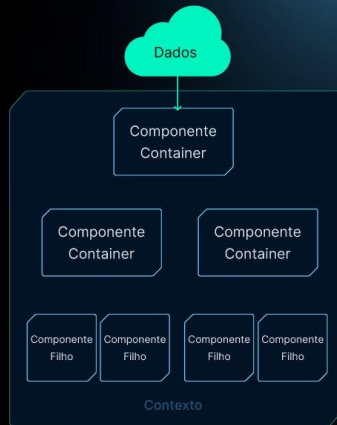 Dados
Componente
Container
Componente
Container
Componente
Container
Componente
Filho
Componente
Filho
Componente
Filho
Componente
Filho
Contexto